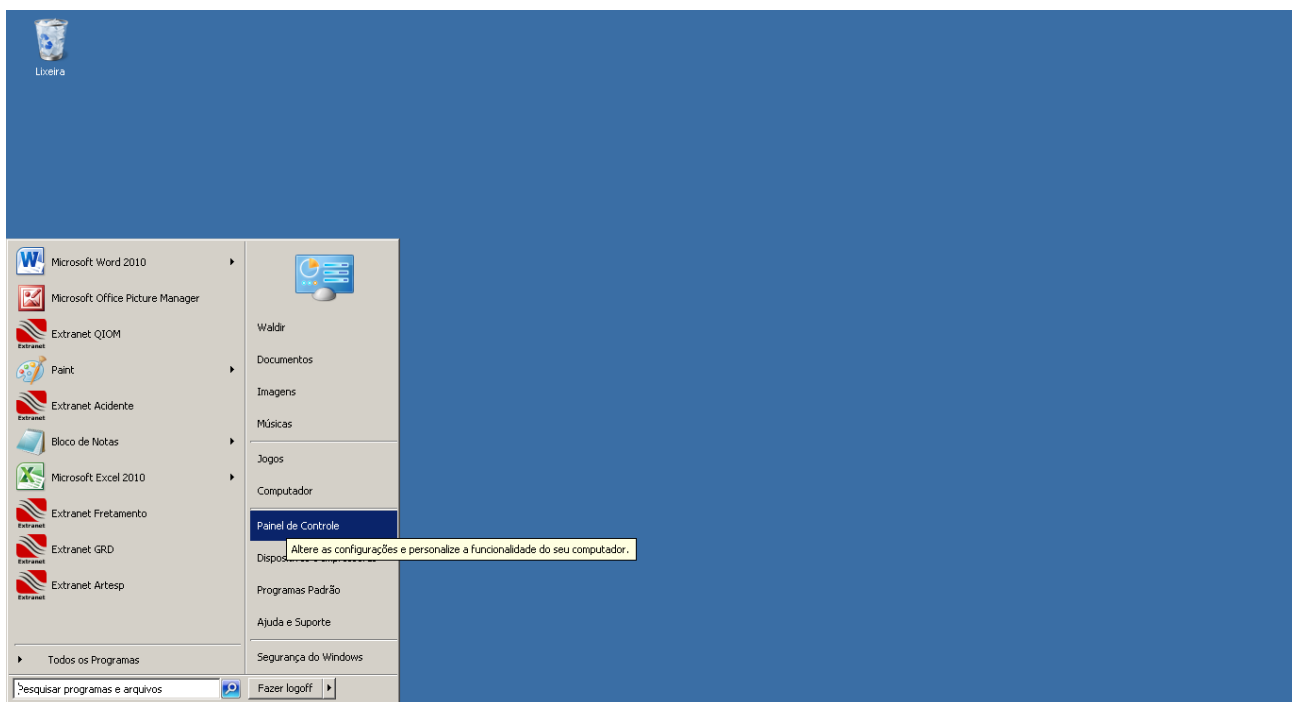 Lixeira
Microsoft Word 2010
Microsoft Office Picture Manager
Extranet QIOM
Extranet
Paint
Extranet Acidente
Extranet
Bloco de Notas
Microsoft Excel 2010
Extranet Fretamento
Extranet
Extranet GRD
Extranet
Extranet Artesp
Extranet
Todos os Programas
Pesquisar programas e arquivos
Waldir
Documentos
Imagens
Músicas
Jogos
Computador
Painel de Controle
Altere as configurações e personalize a funcionalidade do seu computador.
Programas Padrão
Ajuda e Suporte
Segurança do Windows
Fazer logoff